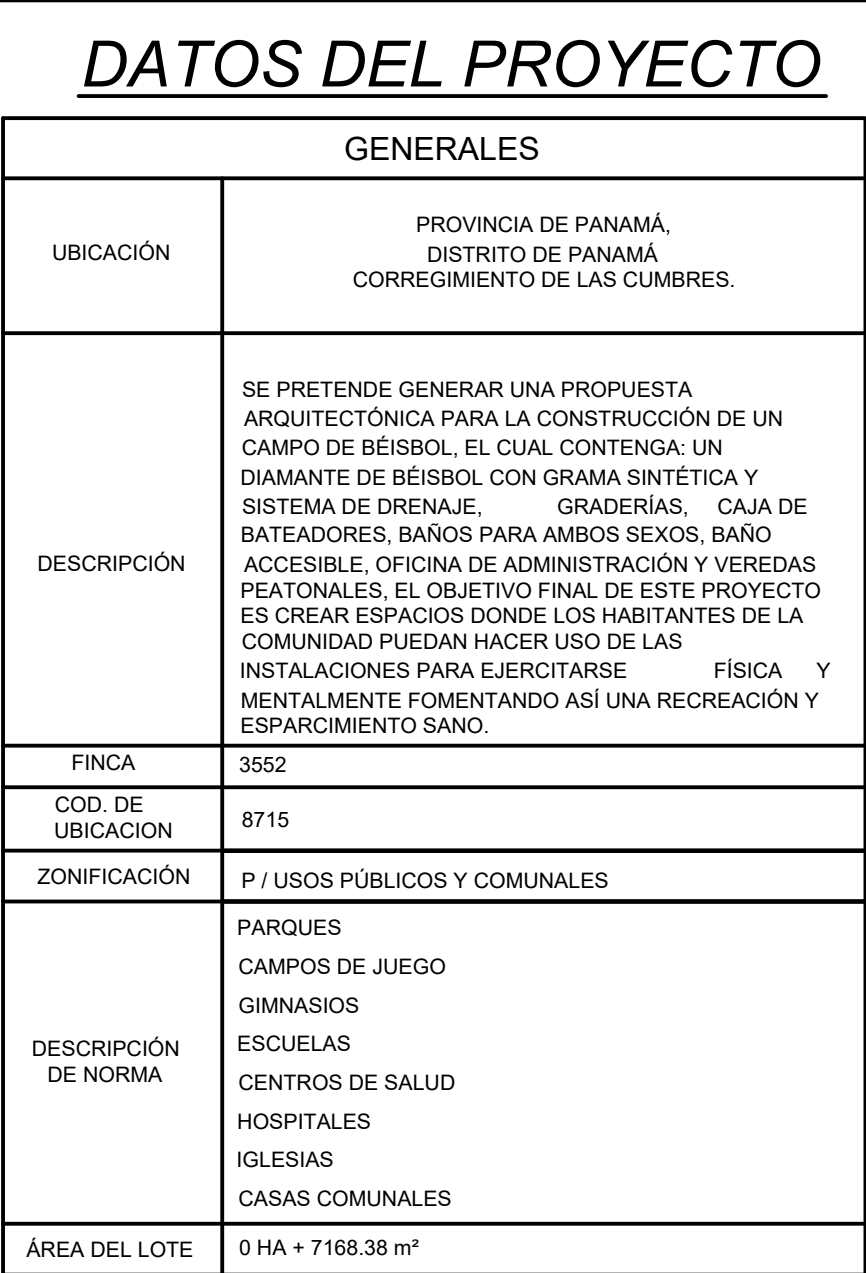 DATOS DEL PROYECTO
GENERALES
UBICACIÓN
PROVINCIA DE PANAMÁ,
DISTRITO DE PANAMÁ
CORREGIMIENTO DE LAS CUMBRES.
DESCRIPCIÓN
SE PRETENDE GENERAR UNA PROPUESTA
ARQUITECTÓNICA PARA LA CONSTRUCCIÓN DE UN
CAMPO DE BÉISBOL, EL CUAL CONTENGA: UN
DIAMANTE DE BÉISBOL CON GRAMA SINTÉTICA Y
SISTEMA DE DRENAJE, GRADERÍAS, CAJA DE
BATEADORES, BAÑOS PARA AMBOS SEXOS, BAÑO
ACCESIBLE, OFICINA DE ADMINISTRACIÓN Y VEREDAS
PEATONALES, EL OBJETIVO FINAL DE ESTE PROYECTO
ES CREAR ESPACIOS DONDE LOS HABITANTES DE LA
COMUNIDAD PUEDAN HACER USO DE LAS
INSTALACIONES PARA EJERCITARSE FÍSICA Y
MENTALMENTE FOMENTANDO ASÍ UNA RECREACIÓN Y
ESPARCIMIENTO SANO.
FINCA
3552
COD. DE
UBICACION
8715
ZONIFICACIÓN
P / USOS PÚBLICOS Y COMUNALES
DESCRIPCIÓN
DE NORMA
PARQUES
CAMPOS DE JUEGO
GIMNASIOS
ESCUELAS
CENTROS DE SALUD
HOSPITALES
IGLESIAS
CASAS COMUNALES
ÁREA DEL LOTE
0 HA + 7168.38 m²